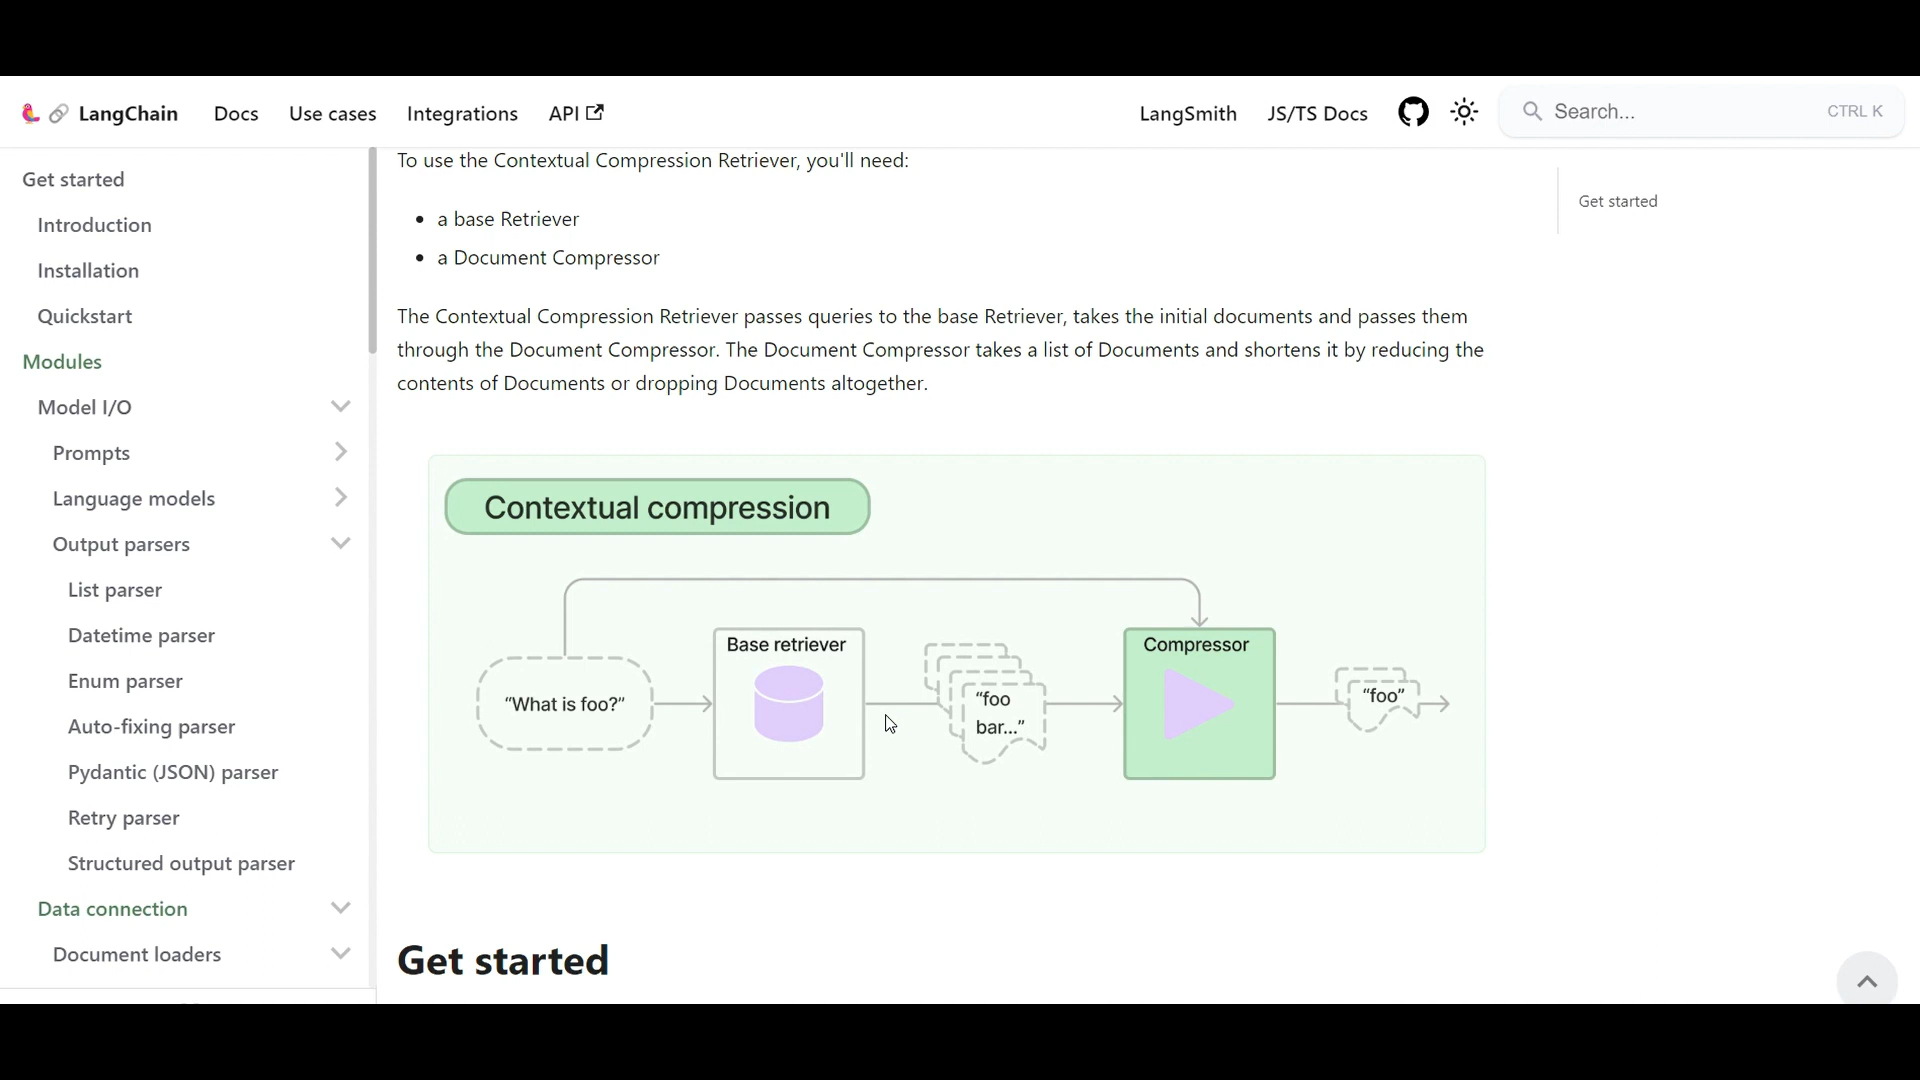 LangChain Docs Use cases Integrations API LangSmith JS/TS Docs Search... CTRL K
Get started
Introduction
Installation
Quickstart
Modules
Model I/O
Prompts
Language models
Output parsers
List parser
Datetime parser
Enum parser
Auto-fixing parser
Pydantic (JSON) parser
Retry parser
Structured output parser
Data connection
Document loaders
To use the Contextual Compression Retriever, you'll need:
• a base Retriever
• a Document Compressor
The Contextual Compression Retriever passes queries to the base Retriever, takes the initial documents and passes them
through the Document Compressor. The Document Compressor takes a list of Documents and shortens it by reducing the
contents of Documents or dropping Documents altogether.
Contextual compression
“What is foo?”
Base retriever
“foo
bar...”
Compressor
“foo”
Get started
Get started